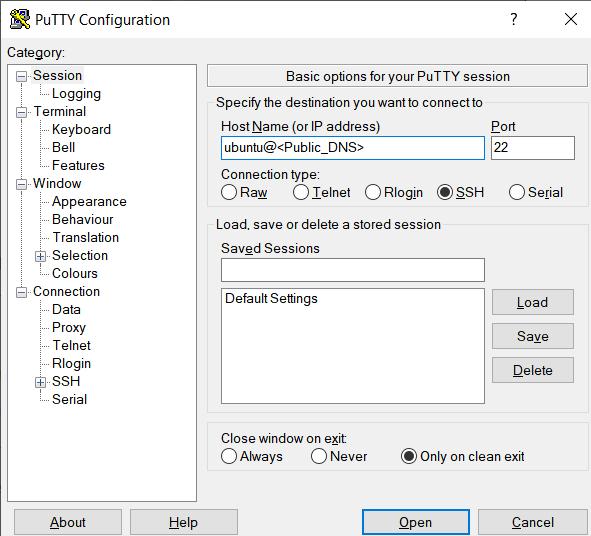 PuTTY Configuration
?
Category:
Session
Logging
Terminal
Keyboard
Bell
Features
Window
Appearance
Behaviour
Translation
Selection
Colours
Connection
Data
Proxy
Telnet
Rlogin
SSH
Serial
Basic options for your PuTTY session
Specify the destination you want to connect to
Host Name (or IP address) Port
ubuntu@<Public_DNS> 22
Connection type:
Raw Telnet Rlogin SSH Serial
Load, save or delete a stored session
Saved Sessions
Default Settings
Load
Save
Delete
Close window on exit:
Always Never Only on clean exit
About Help Open Cancel